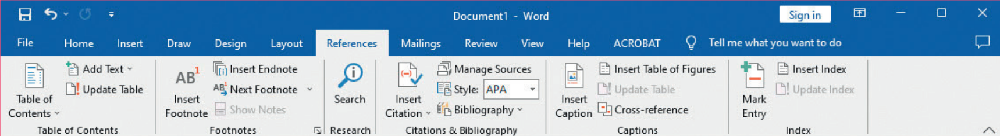 Document1 - Word
Sign in
File Home Insert Draw Design Layout References Mailings Review View Help ACROBAT Tell me what you want to do
Table of Contents
Add Text
Update Table
Table of Contents
AB1
Insert Footnote
Insert Endnote
AB1 Next Footnote
Show Notes
Footnotes
Search
Research
Insert Citation
Manage Sources
Style: APA
Bibliography
Citations & Bibliography
Insert Caption
Insert Table of Figures
Update Table
Cross-reference
Captions
Mark Entry
Insert Index
Update Index
Index